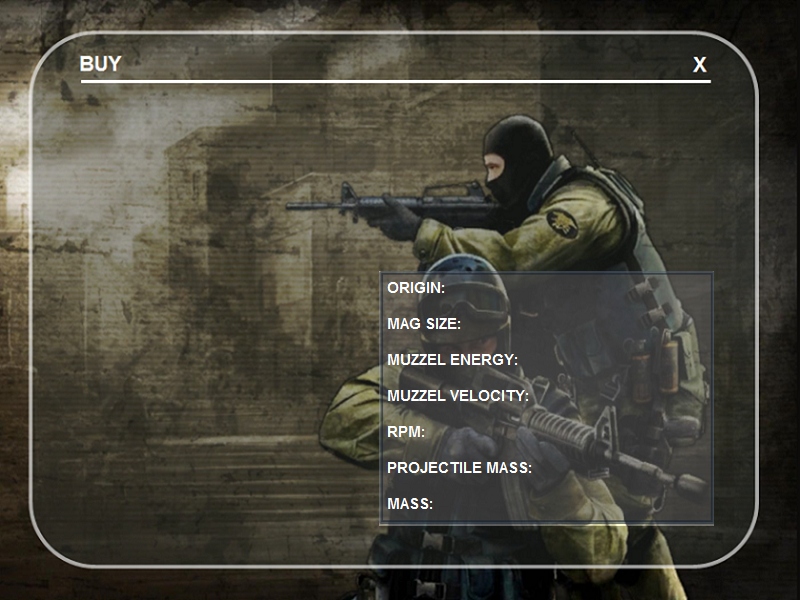 BUY X
ORIGIN:
MAG SIZE:
MUZZEL ENERGY:
MUZZEL VELOCITY:
RPM:
PROJECTILE MASS:
MASS: